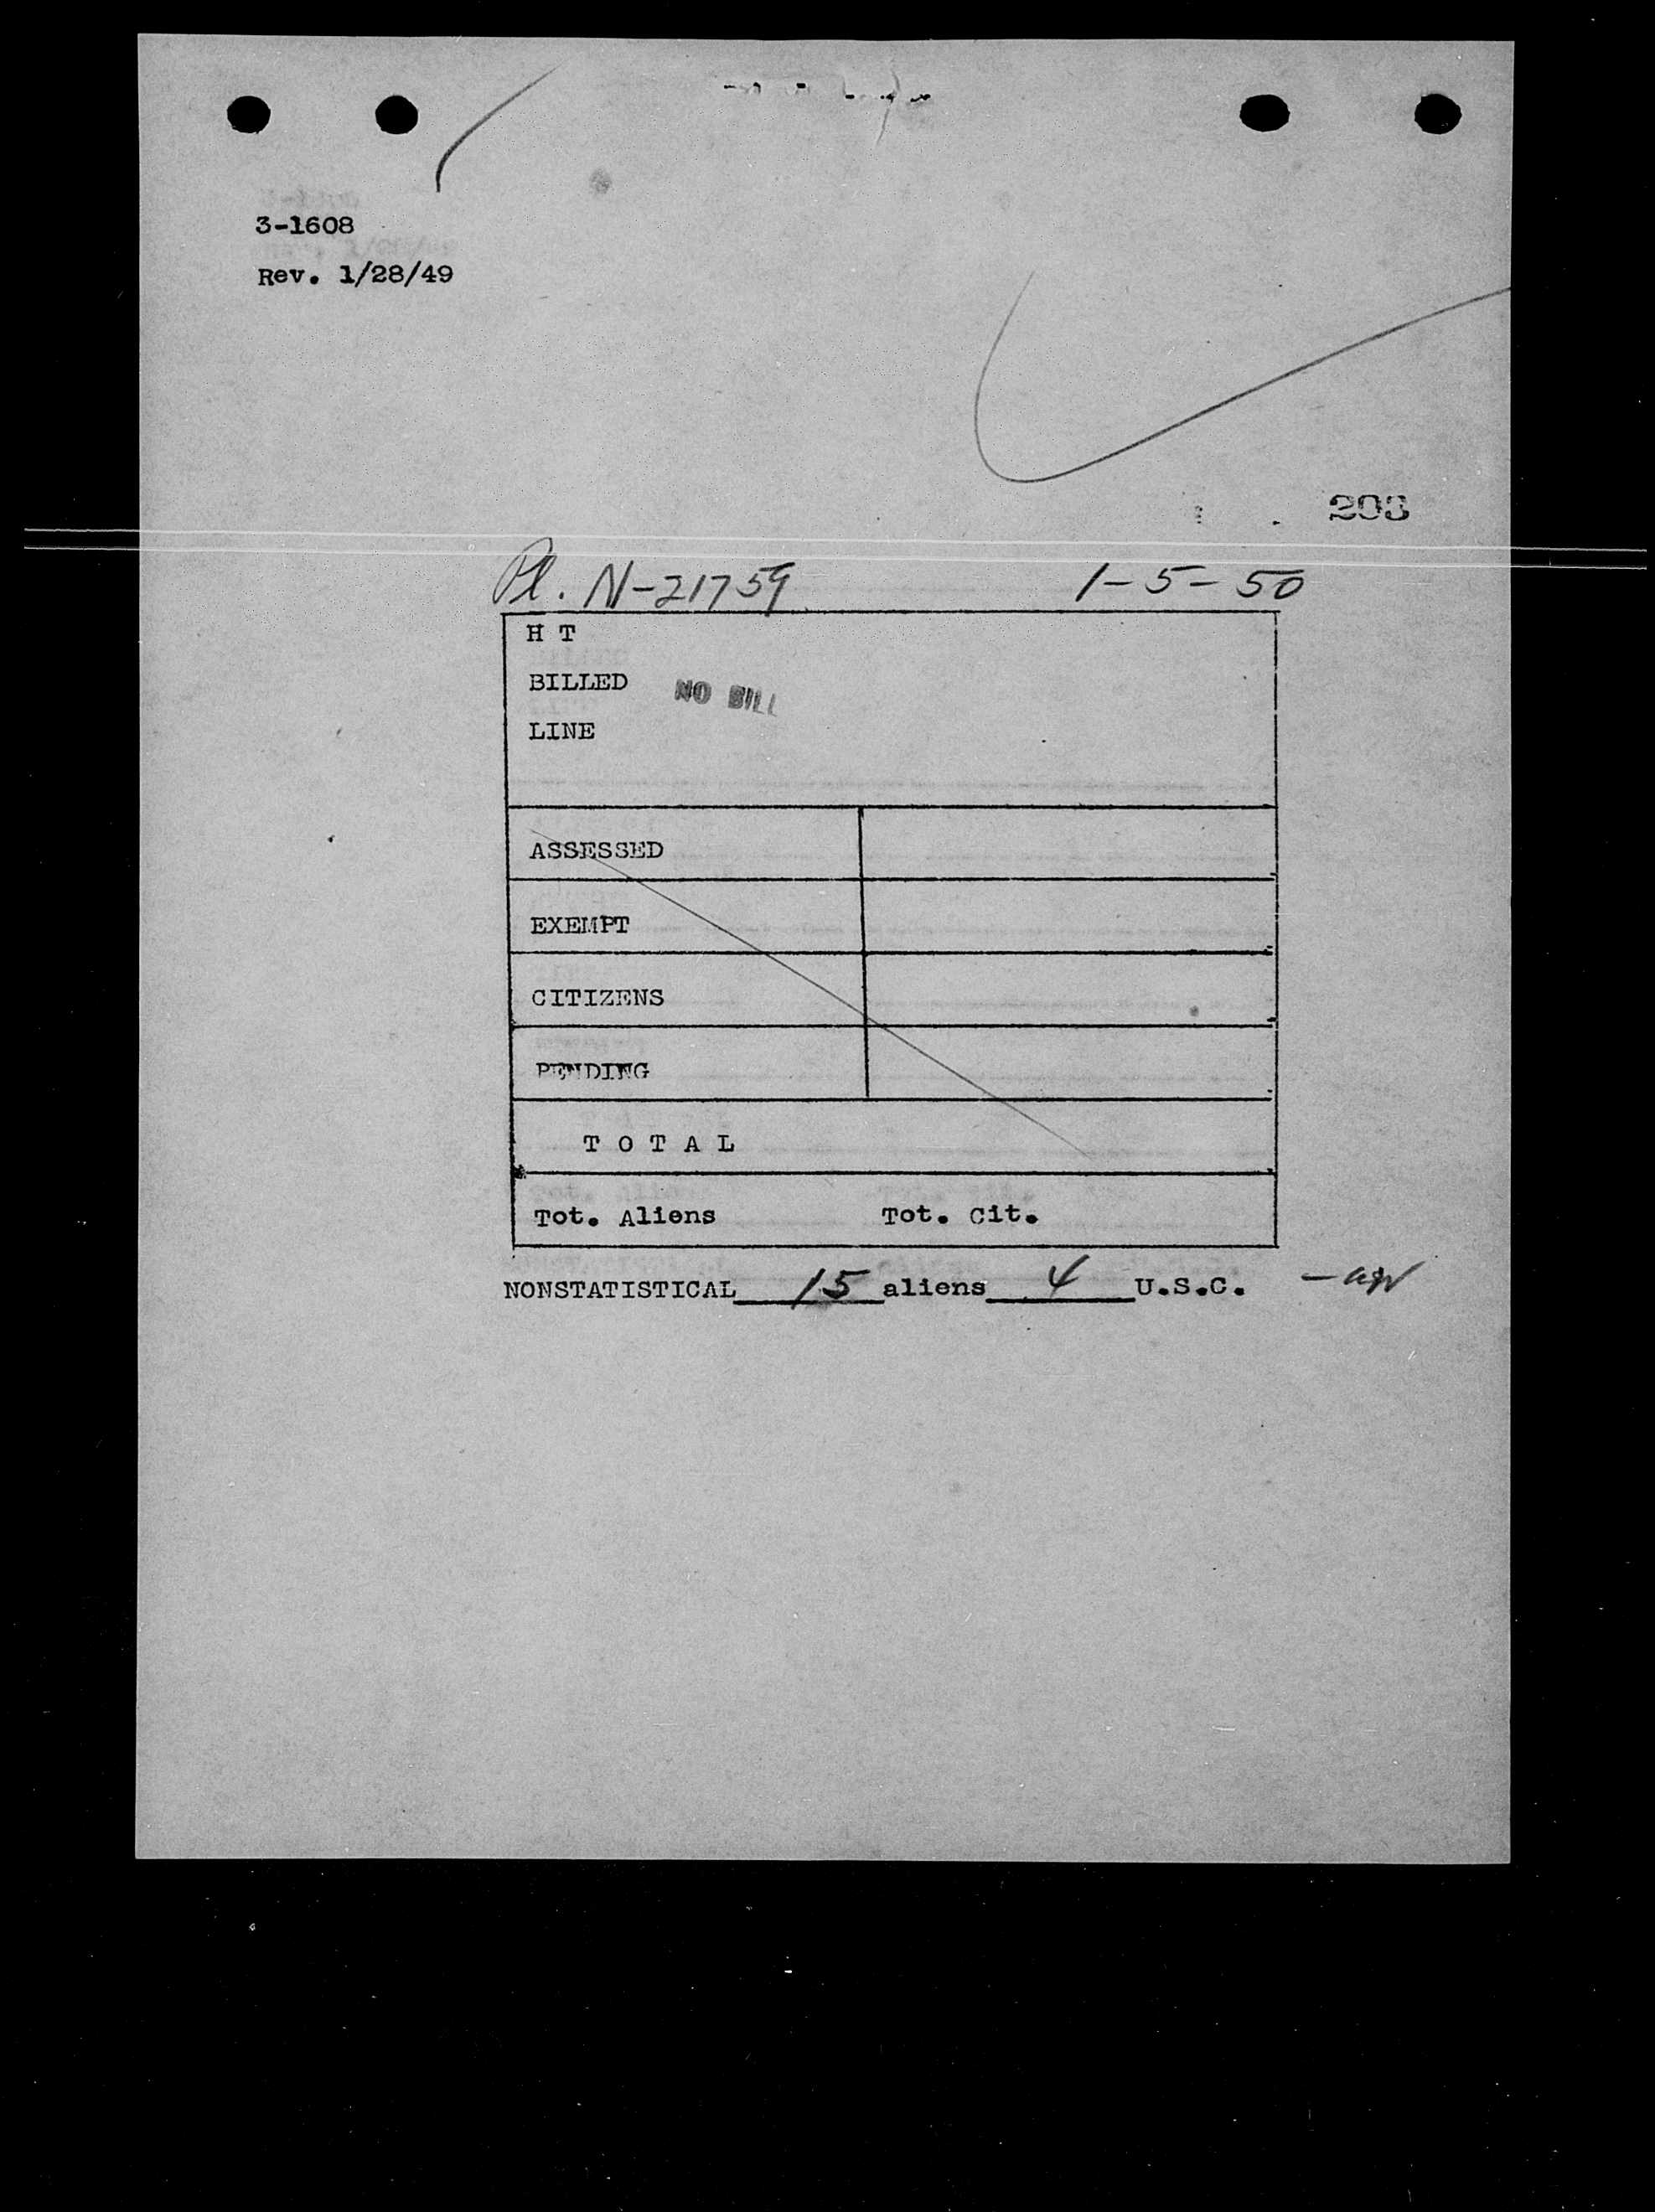 3-1608
Rev. 1/28/49
203
Pl. N-21759 1-5-50
H T
BILLED NO BILL
LINE
ASSESSED
EXEMPT
CITIZENS
PENDING
T O T A L
Tot. Aliens Tot. Cit.
NONSTATISTICAL 15 aliens 4 U.S.C.